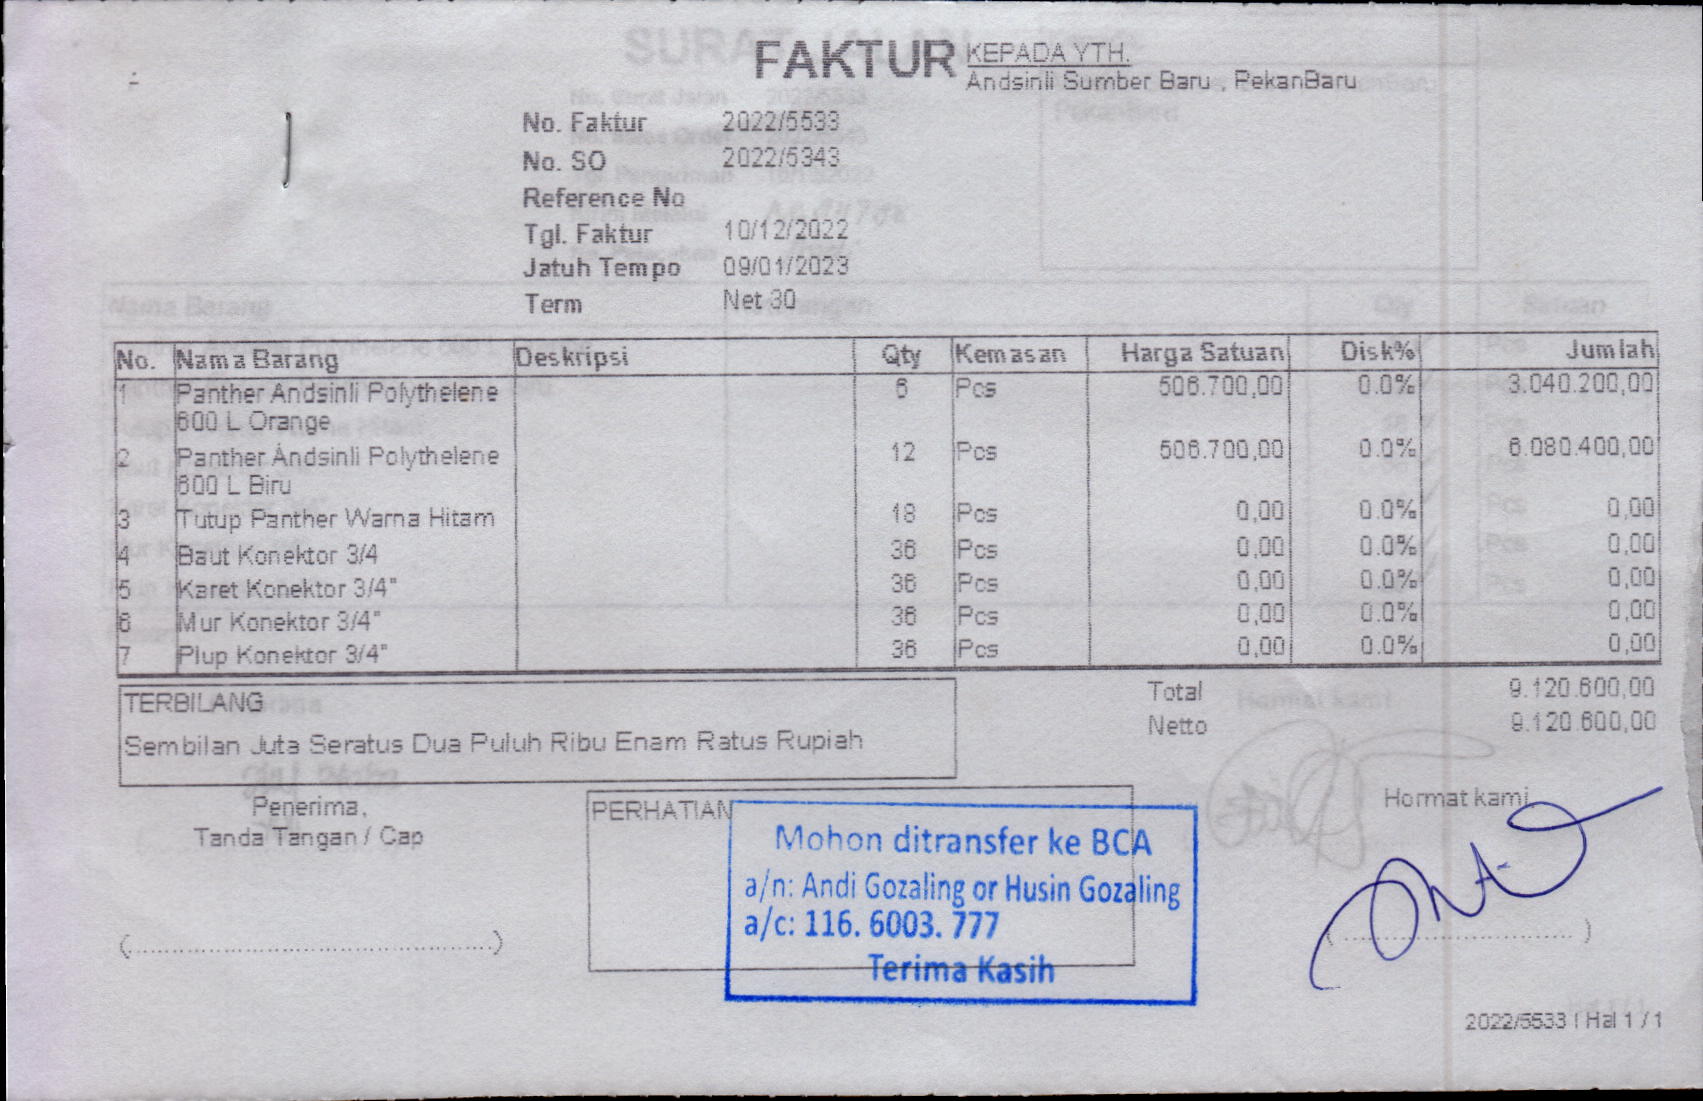 FAKTUR
KEPADA YTH.
Andsinli Sumber Baru , PekanBaru
No. Faktur 2022/5533
No. SO 2022/5343
Reference No
Tgl. Faktur 10/12/2022
Jatuh Tempo 09/01/2023
Term Net 30
No. Nama Barang Deskripsi Qty Kemasan Harga Satuan Disk% Jumlah
1 Panther Andsinli Polythelene 6 Pcs 506.700,00 0.0% 3.040.200,00
600 L Orange
2 Panther Andsinli Polythelene 12 Pcs 506.700,00 0.0% 6.080.400,00
600 L Biru
3 Tutup Panther Warna Hitam 18 Pcs 0,00 0.0% 0,00
4 Baut Konektor 3/4 36 Pcs 0,00 0.0% 0,00
5 Karet Konektor 3/4" 36 Pcs 0,00 0.0% 0,00
6 Mur Konektor 3/4" 36 Pcs 0,00 0.0% 0,00
7 Plup Konektor 3/4" 36 Pcs 0,00 0.0% 0,00
Total 9.120.600,00
Netto 9.120.600,00
TERBILANG
Sembilan Juta Seratus Dua Puluh Ribu Enam Ratus Rupiah
Penerima,
Tanda Tangan / Cap
(..........................................)
PERHATIAN
Mohon ditransfer ke BCA
a/n: Andi Gozaling or Husin Gozaling
a/c: 116. 6003. 777
Terima Kasih
Hormat kami,
(..............................)
2022/5533 | Hal 1 / 1